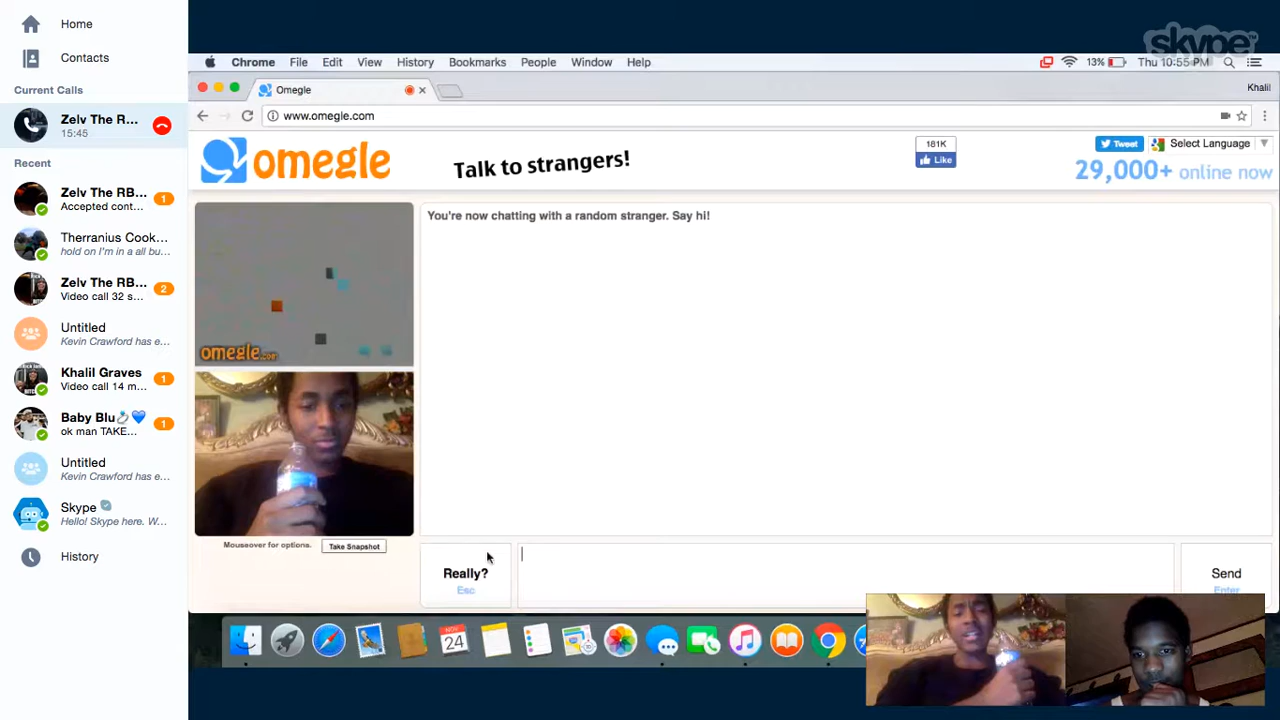 Home
Contacts
Current Calls
Zelv The R...
15:45
Recent
Zelv The RB...
Accepted cont...
1
Therranius Cook...
hold on I'm in a all bu...
Zelv The RB...
Video call 32 s...
2
Untitled
Kevin Crawford has e...
Khalil Graves
Video call 14 m...
1
Baby Blu
ok man TAKE...
1
Untitled
Kevin Crawford has e...
Skype
Hello! Skype here. W...
History
skype™
Chrome File Edit View History Bookmarks People Window Help
13% Thu 10:55 PM
Omegle
Khalil
www.omegle.com
omegle
Talk to strangers!
181K
Like
Tweet
Select Language
29,000+ online now
You're now chatting with a random stranger. Say hi!
omegle.com
Mouseover for options.
Take Snapshot
Really?
Esc
Send
Enter
NOV
24